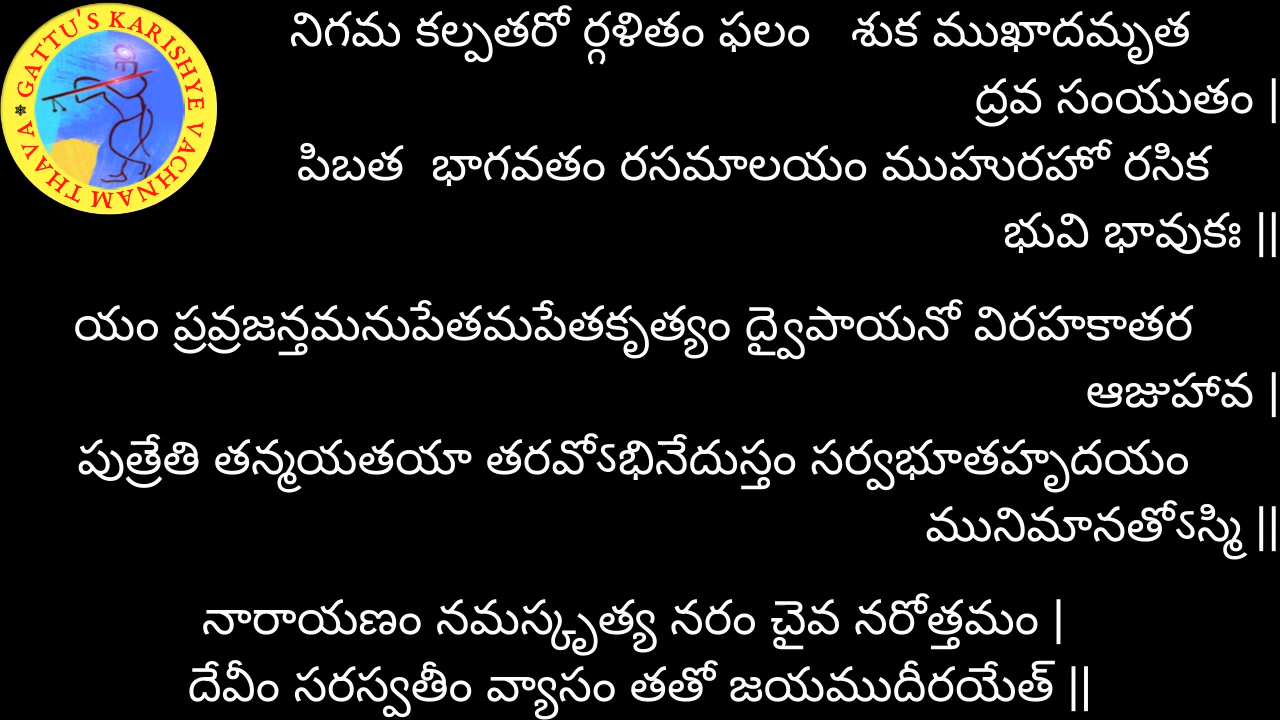 GATTU'S KARISHYE VACHNAM THAVA
నిగమ కల్పతరో ర్గళితం ఫలం శుక ముఖాదమృత
ద్రవ సంయుతం |
పిబత భాగవతం రసమాలయం ముహురహో రసిక
భువి భావుకః ||
యం ప్రవ్రజన్తమనుపేతమపేతకృత్యం ద్వైపాయనో విరహకాతర
ఆజుహావ |
పుత్రేతి తన్మయతయా తరవోఽభినేదుస్తం సర్వభూతహృదయం
మునిమానతోఽస్మి ||
నారాయణం నమస్కృత్య నరం చైవ నరోత్తమం |
దేవీం సరస్వతీం వ్యాసం తతో జయముదీరయేత్ ||